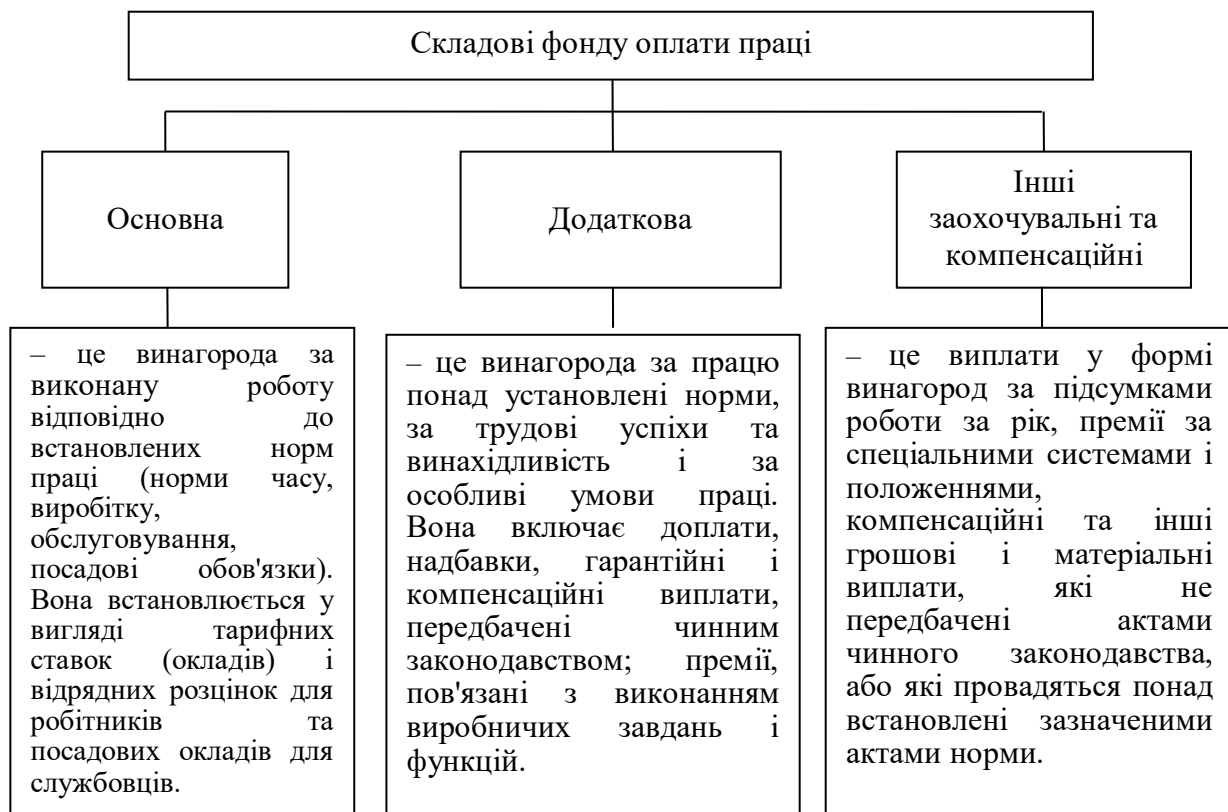 Складові фонду оплати праці
Основна
Додаткова
Інші
заохочувальні та
компенсаційні
– це винагорода за
виконану роботу
відповідно до
встановлених норм
праці (норми часу,
виробітку,
обслуговування,
посадові обов'язки).
Вона встановлюється у
вигляді тарифних
ставок (окладів) і
відрядних розцінок для
робітників та
посадових окладів для
службовців.
– це винагорода за працю
понад установлені норми,
за трудові успіхи та
винахідливість і за
особливі умови праці.
Вона включає доплати,
надбавки, гарантійні і
компенсаційні виплати,
передбачені чинним
законодавством; премії,
пов'язані з виконанням
виробничих завдань і
функцій.
– це виплати у формі
винагород за підсумками
роботи за рік, премії за
спеціальними системами і
положеннями,
компенсаційні та інші
грошові і матеріальні
виплати, які не
передбачені актами
чинного законодавства,
або які провадяться понад
встановлені зазначеними
актами норми.